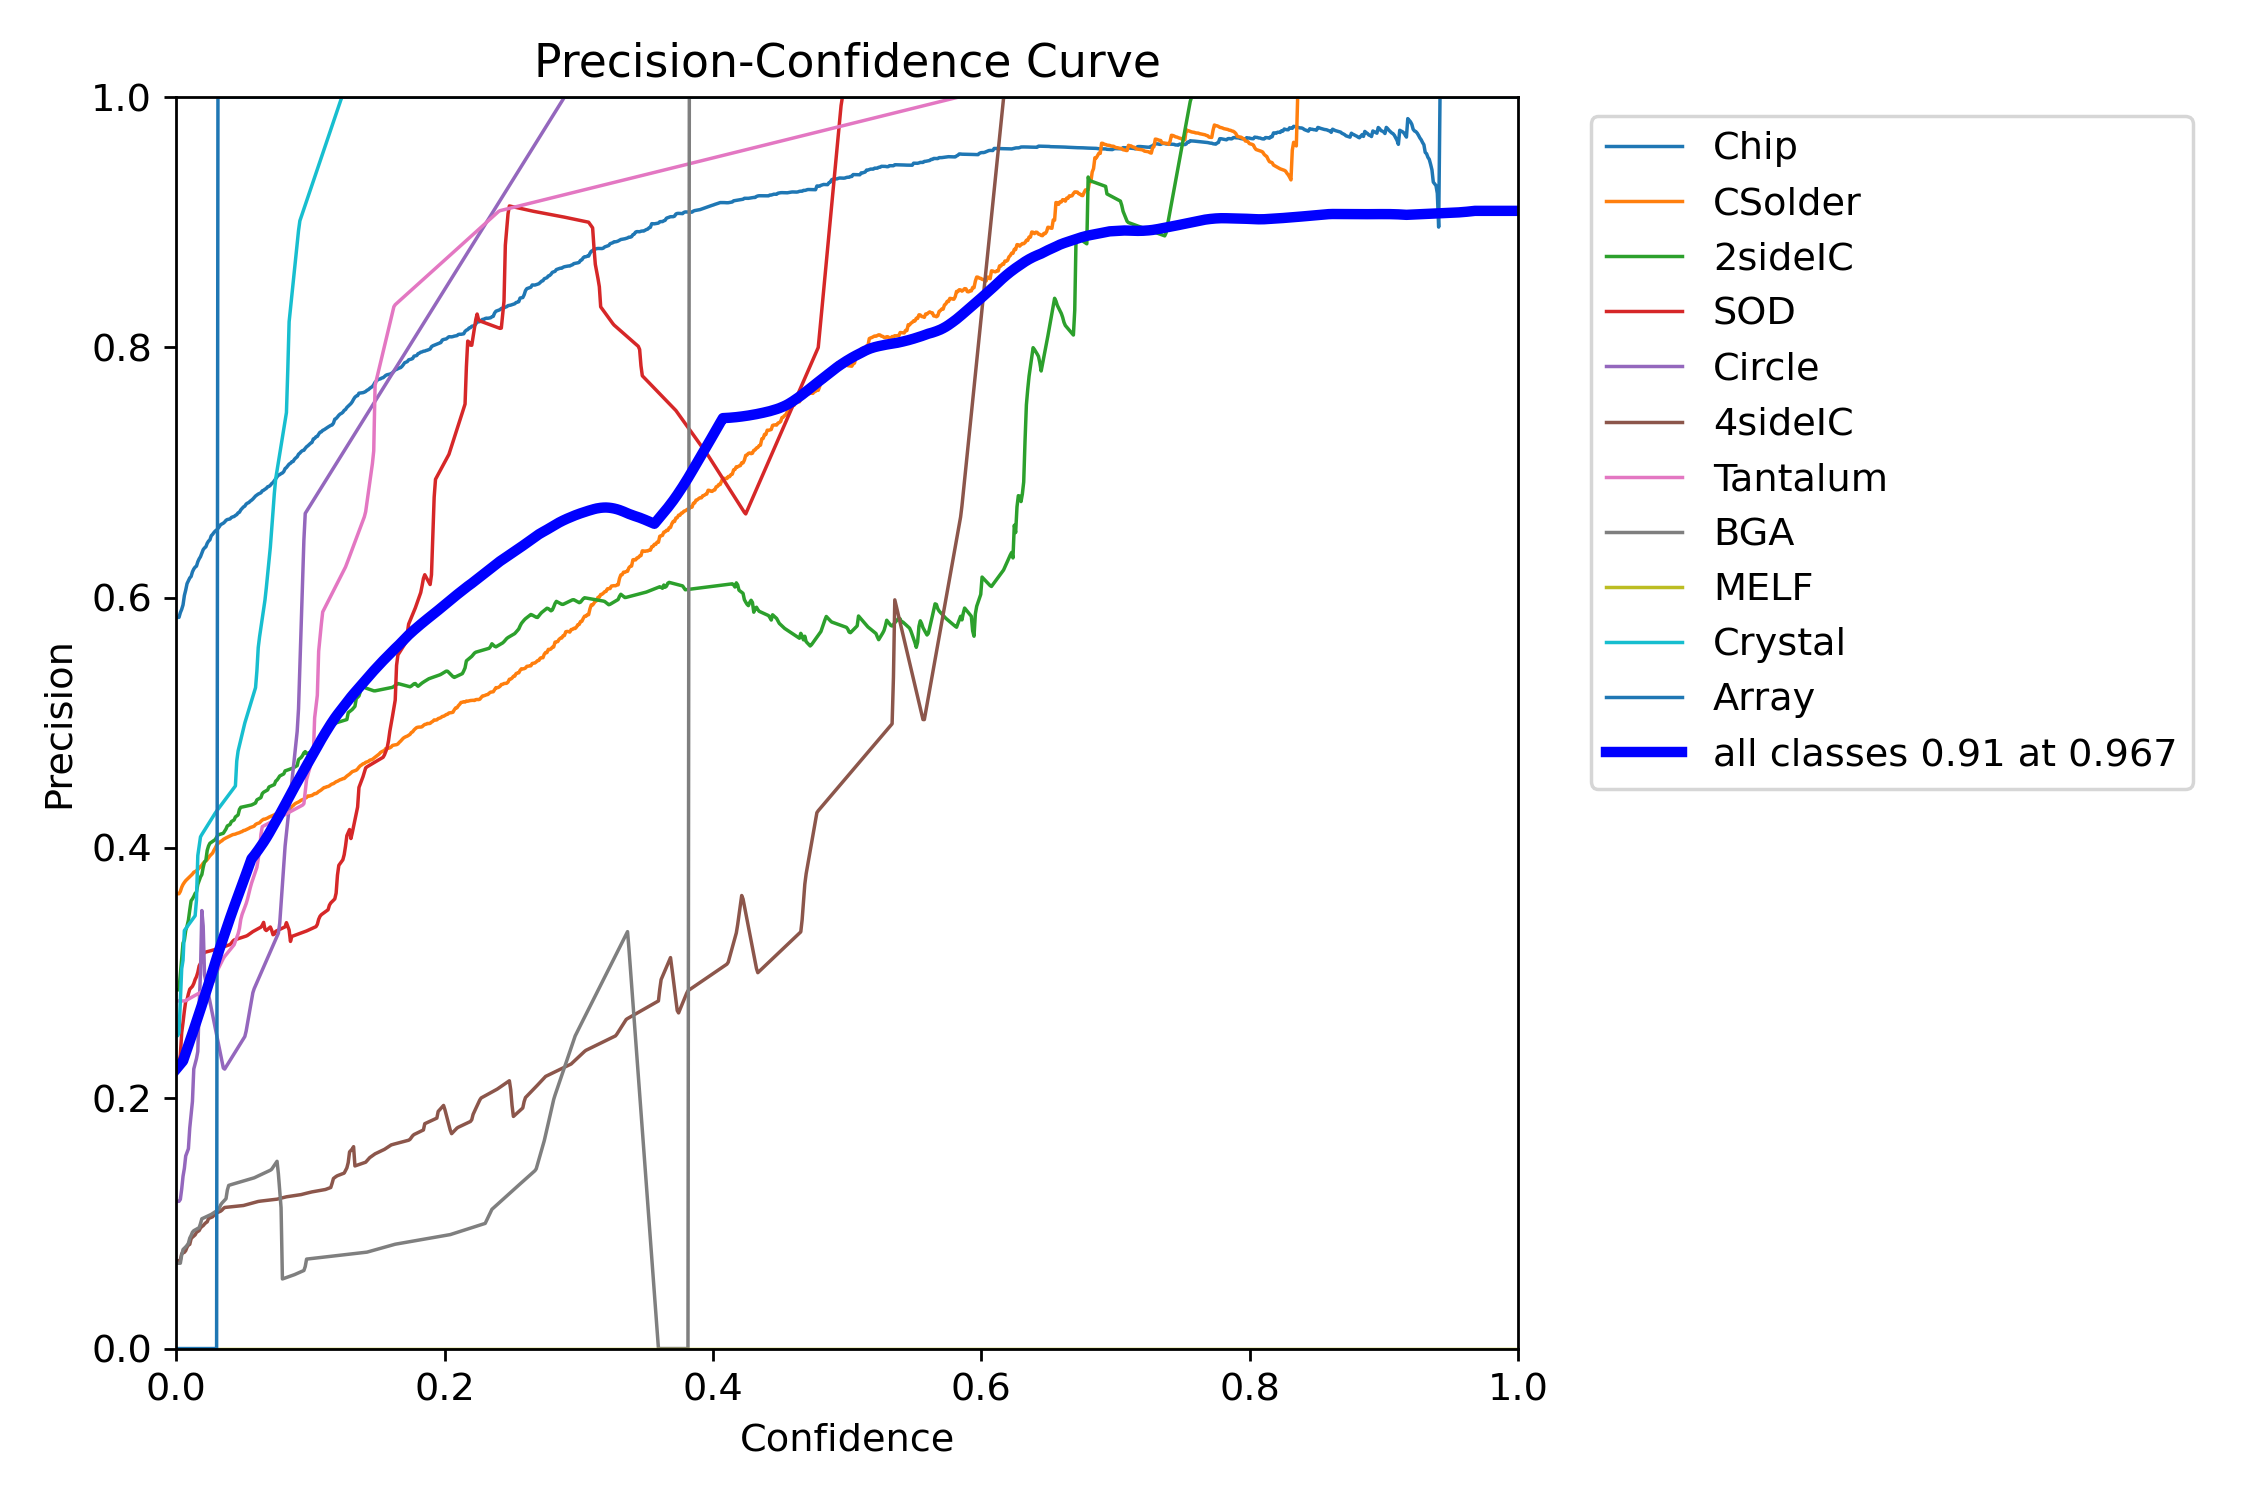 Precision-Confidence Curve
1.0
0.8
0.6
0.4
0.2
0.0
Precision
0.0 0.2 0.4 0.6 0.8 1.0
Confidence
Chip
CSolder
2sideIC
SOD
Circle
4sideIC
Tantalum
BGA
MELF
Crystal
Array
all classes 0.91 at 0.967